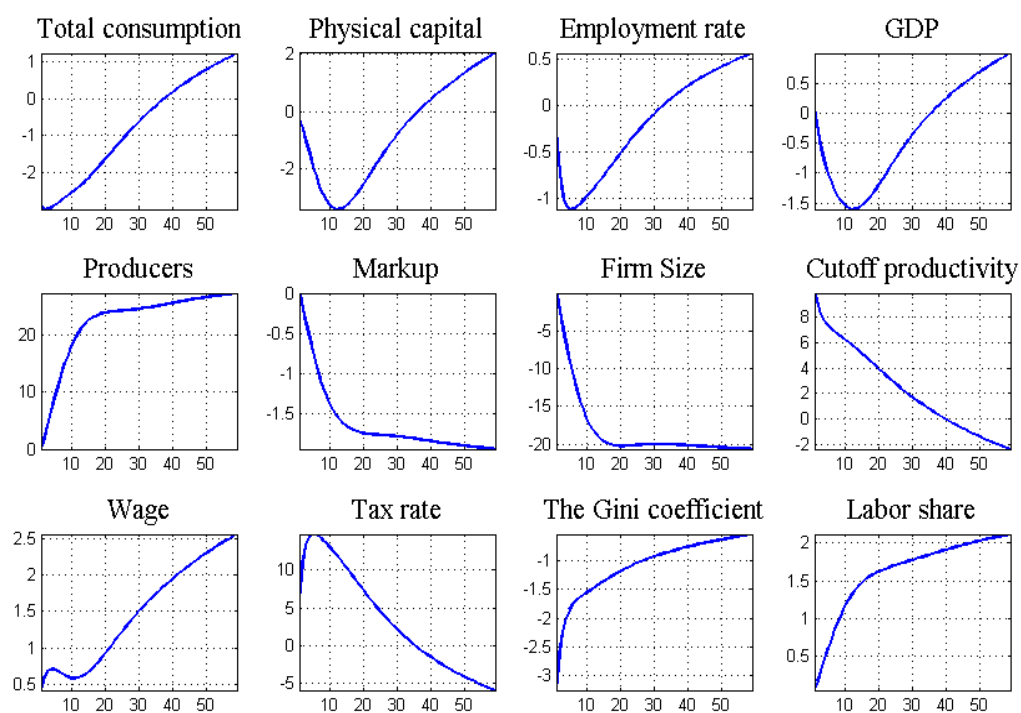 Total consumption Physical capital Employment rate GDP
1 0 -1 -2
10 20 30 40 50
2 0 -2
10 20 30 40 50
0.5 0 -0.5 -1
10 20 30 40 50
0.5 0 -0.5 -1 -1.5
10 20 30 40 50
Producers Markup Firm Size Cutoff productivity
20 10 0
10 20 30 40 50
0 -0.5 -1 -1.5
10 20 30 40 50
-5 -10 -15 -20
10 20 30 40 50
8 6 4 2 0 -2
10 20 30 40 50
Wage Tax rate The Gini coefficient Labor share
2.5 2 1.5 1 0.5
10 20 30 40 50
10 5 0 -5
10 20 30 40 50
-1 -1.5 -2 -2.5 -3
10 20 30 40 50
2 1.5 1 0.5
10 20 30 40 50